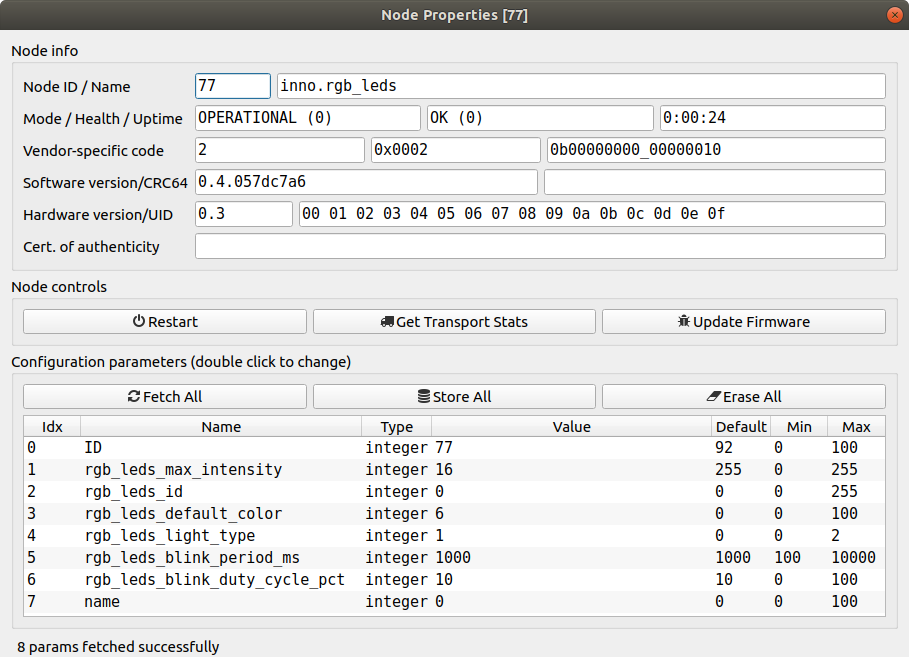 Node Properties [77]
Node info
Node ID / Name 77 inno.rgb_leds
Mode / Health / Uptime OPERATIONAL (0) OK (0) 0:00:24
Vendor-specific code 2 0x0002 0b00000000_00000010
Software version/CRC64 0.4.057dc7a6
Hardware version/UID 0.3 00 01 02 03 04 05 06 07 08 09 0a 0b 0c 0d 0e 0f
Cert. of authenticity
Node controls
Restart Get Transport Stats Update Firmware
Configuration parameters (double click to change)
Fetch All Store All Erase All
Idx Name Type Value Default Min Max
0 ID integer 77 92 0 100
1 rgb_leds_max_intensity integer 16 255 0 255
2 rgb_leds_id integer 0 0 0 255
3 rgb_leds_default_color integer 6 0 0 100
4 rgb_leds_light_type integer 1 0 0 2
5 rgb_leds_blink_period_ms integer 1000 1000 100 10000
6 rgb_leds_blink_duty_cycle_pct integer 10 10 0 100
7 name integer 0 0 0 100
8 params fetched successfully